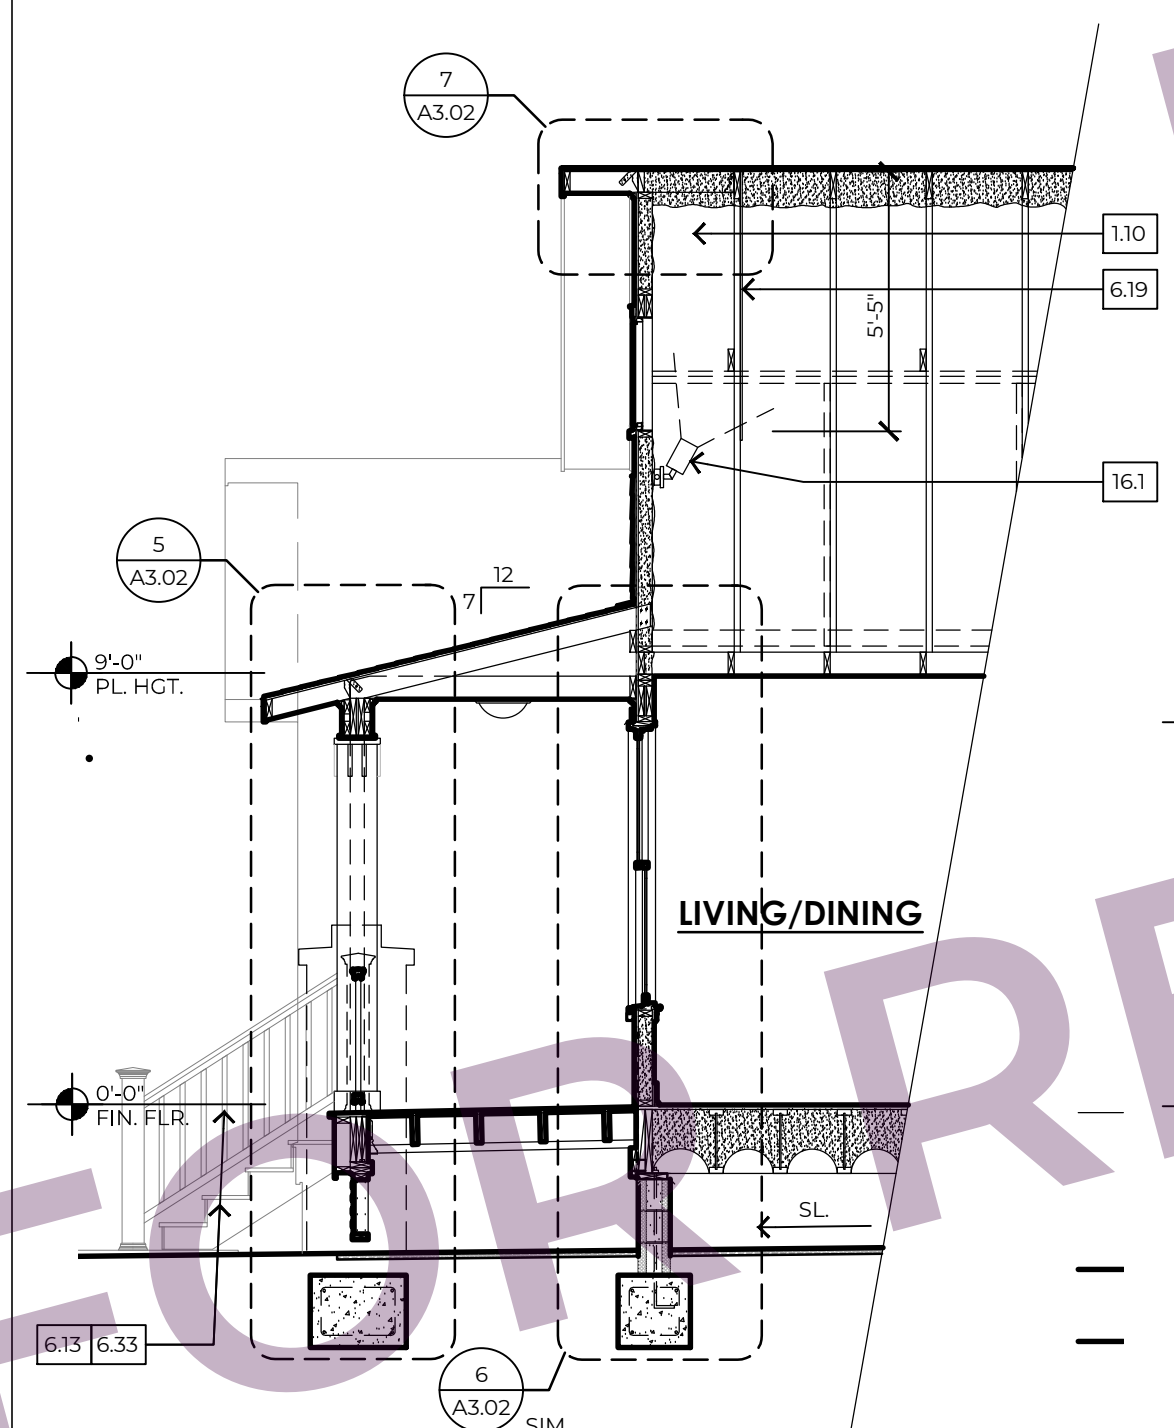 7
A3.02
1.10
6.19
5'-5"
16.1
5
A3.02
12
7
9'-0"
PL. HGT.
LIVING/DINING
0'-0"
FIN. FLR.
SL.
6.13 6.33
6
A3.02
SIM.
FOR RE